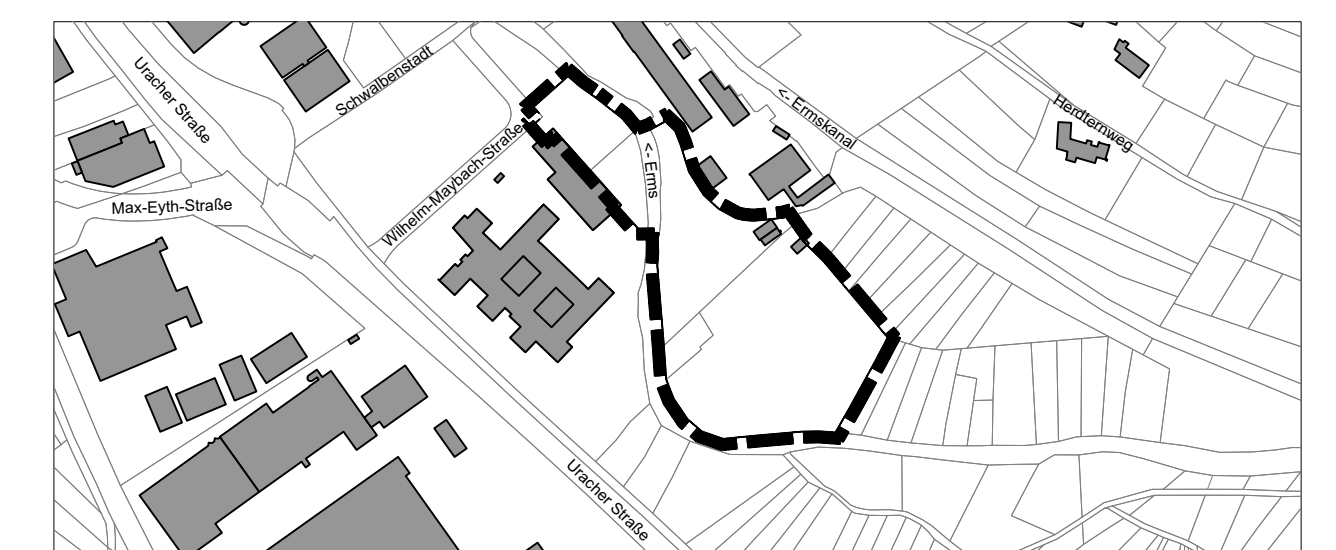 Uracher Straße
Schwalbenstadt
<- Ermskanal
Herdternweg
Wilhelm-Maybach-Straße
<- Erms
Max-Eyth-Straße
Uracher Straße